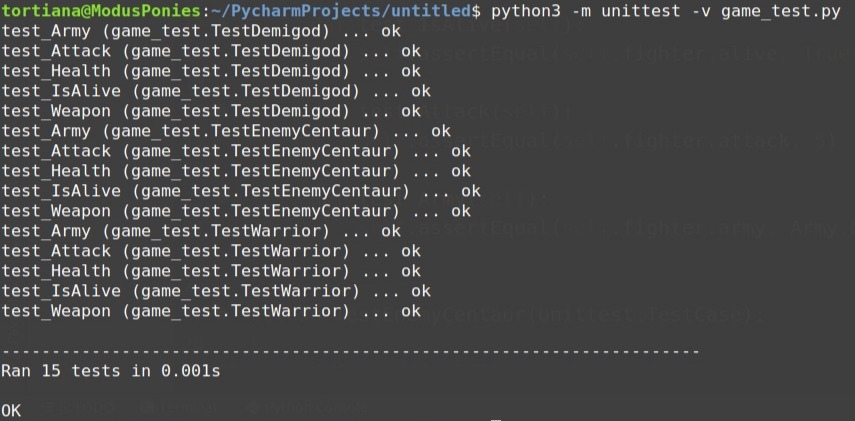 tortiana@ModusPonies:~/PycharmProjects/untitled$ python3 -m unittest -v game_test.py
test_Army (game_test.TestDemigod) ... ok
test_Attack (game_test.TestDemigod) ... ok
test_Health (game_test.TestDemigod) ... ok
test_IsAlive (game_test.TestDemigod) ... ok
test_Weapon (game_test.TestDemigod) ... ok
test_Army (game_test.TestEnemyCentaur) ... ok
test_Attack (game_test.TestEnemyCentaur) ... ok
test_Health (game_test.TestEnemyCentaur) ... ok
test_IsAlive (game_test.TestEnemyCentaur) ... ok
test_Weapon (game_test.TestEnemyCentaur) ... ok
test_Army (game_test.TestWarrior) ... ok
test_Attack (game_test.TestWarrior) ... ok
test_Health (game_test.TestWarrior) ... ok
test_IsAlive (game_test.TestWarrior) ... ok
test_Weapon (game_test.TestWarrior) ... ok
----------------------------------------------------------------------
Ran 15 tests in 0.001s
OK